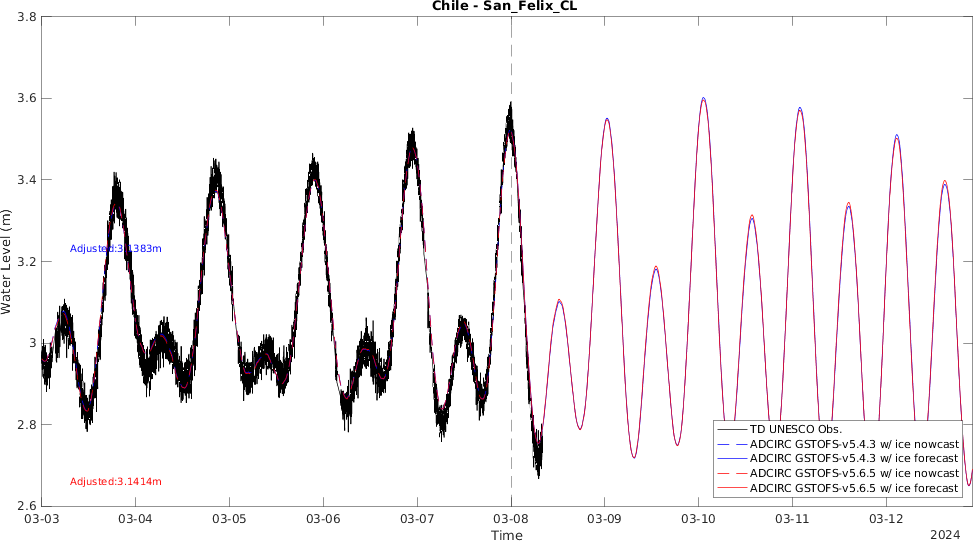 Chile - San_Felix_CL
3.8
3.6
3.4
3.2
3
2.8
2.6
Water Level (m)
Adjusted:3.1383m
Adjusted:3.1414m
TD UNESCO Obs.
ADCIRC GSTOFS-v5.4.3 w/ ice nowcast
ADCIRC GSTOFS-v5.4.3 w/ ice forecast
ADCIRC GSTOFS-v5.6.5 w/ ice nowcast
ADCIRC GSTOFS-v5.6.5 w/ ice forecast
03-03 03-04 03-05 03-06 03-07 03-08 03-09 03-10 03-11 03-12
Time
2024